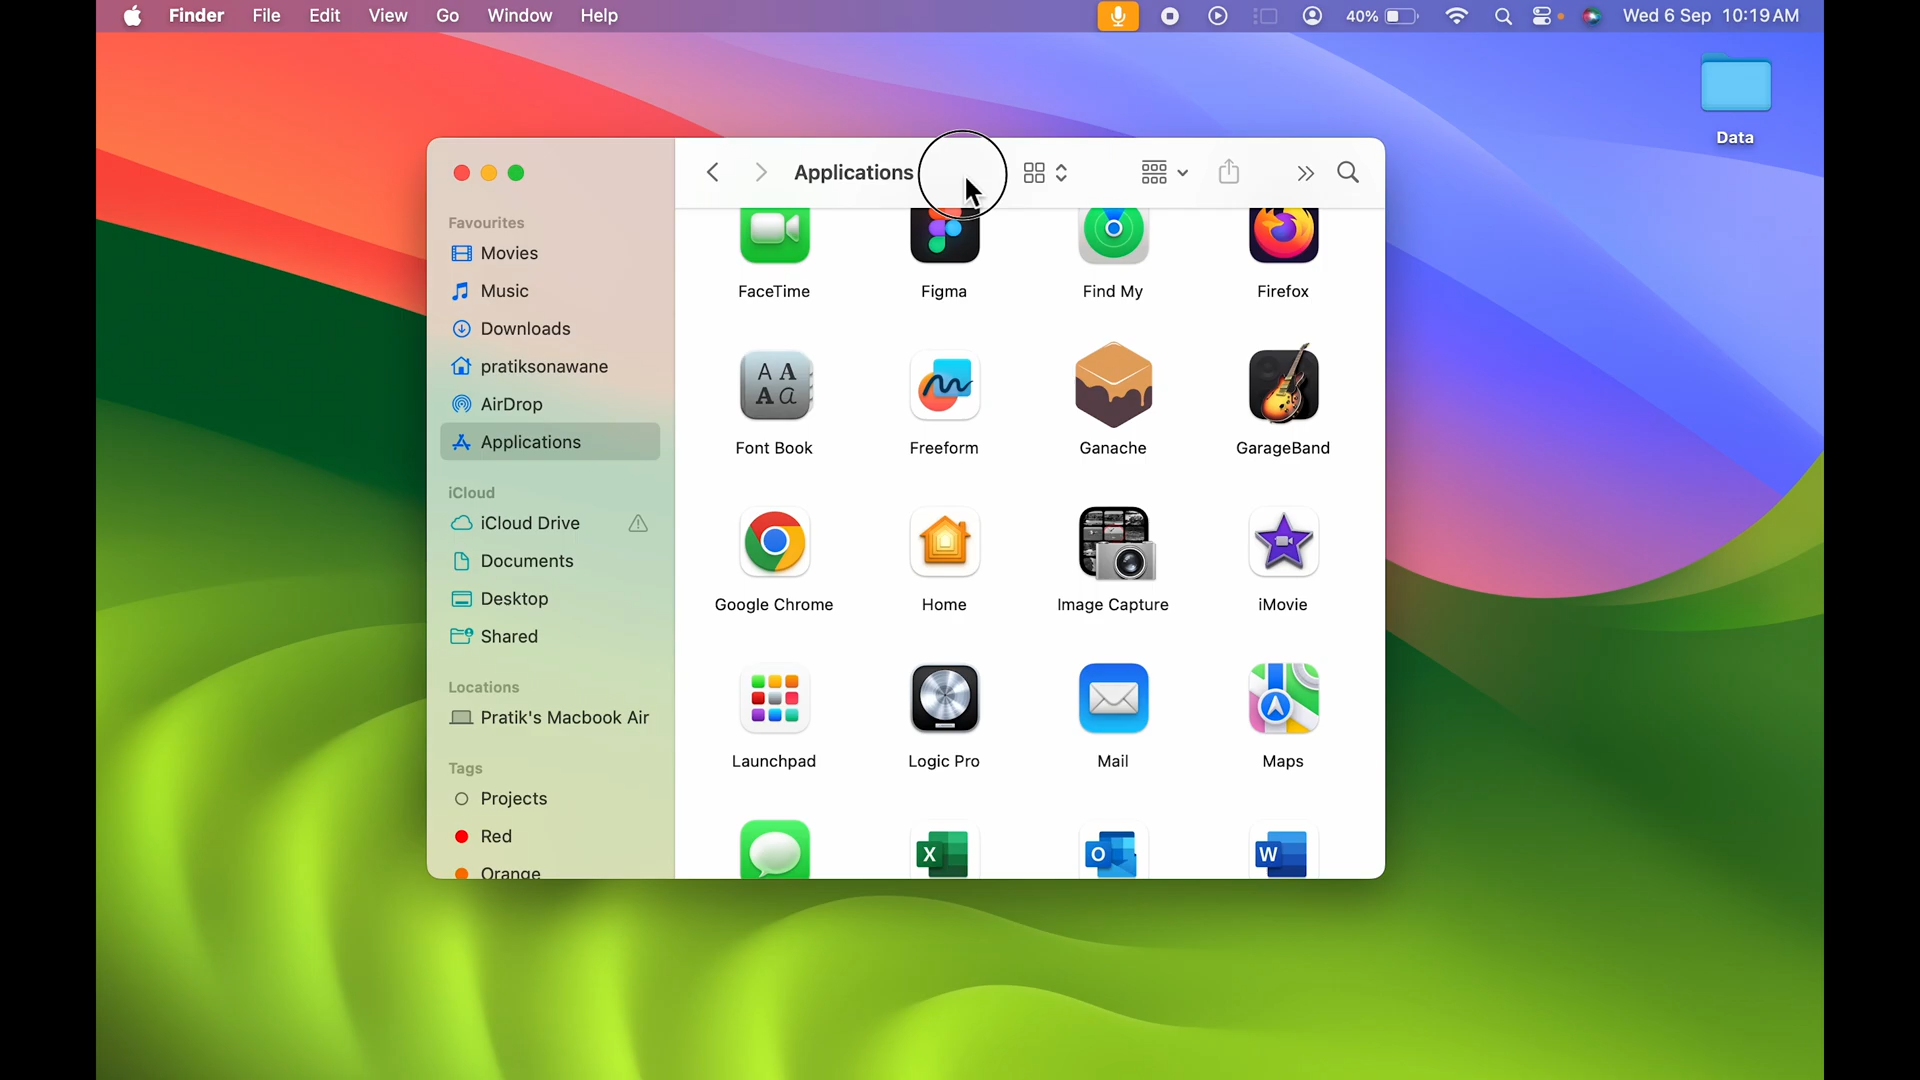 Finder File Edit View Go Window Help 40% Wed 6 Sep 10:19 AM
Data
Applications
Favourites
Movies
Music
Downloads
pratiksonawane
AirDrop
Applications
iCloud
iCloud Drive
Documents
Desktop
Shared
Locations
Pratik's Macbook Air
Tags
Projects
Red
Orange
FaceTime Figma Find My Firefox
A A
A a
Font Book Freeform Ganache GarageBand
Google Chrome Home Image Capture iMovie
Launchpad Logic Pro Mail Maps
X O W